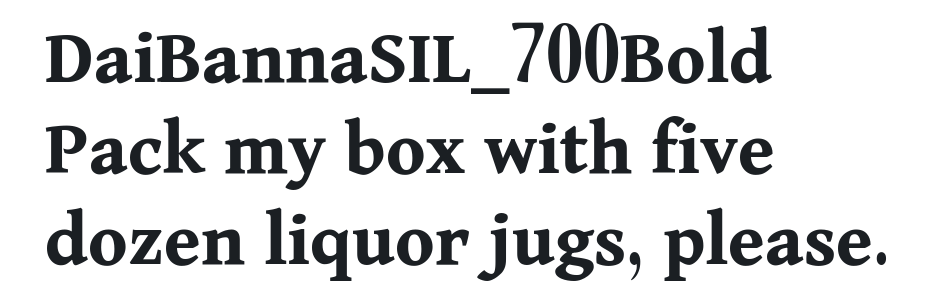 DaiBannaSIL_700Bold
Pack my box with five
dozen liquor jugs, please.